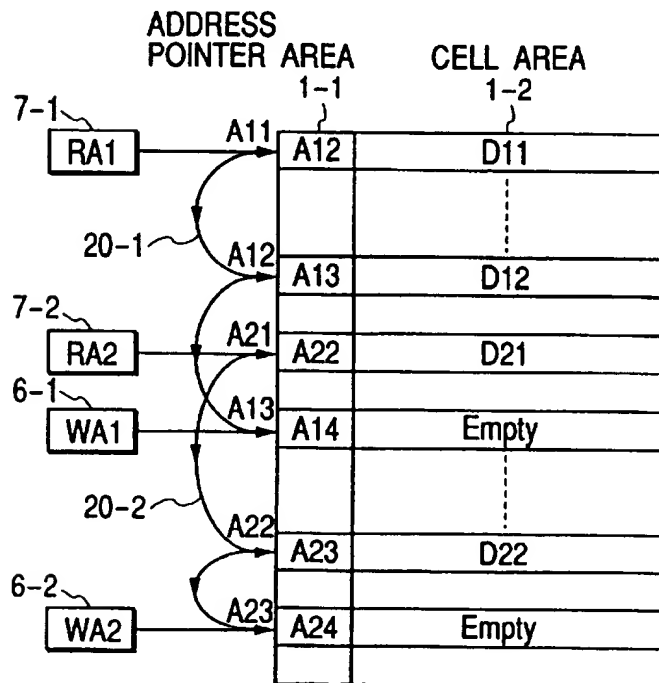 ADDRESS
POINTER AREA
CELL AREA
1-1
1-2
7-1
RA1
A11
A12
D11
20-1
A12
A13
D12
7-2
RA2
A21
A22
D21
6-1
WA1
A13
A14
Empty
20-2
A22
A23
D22
6-2
WA2
A23
A24
Empty